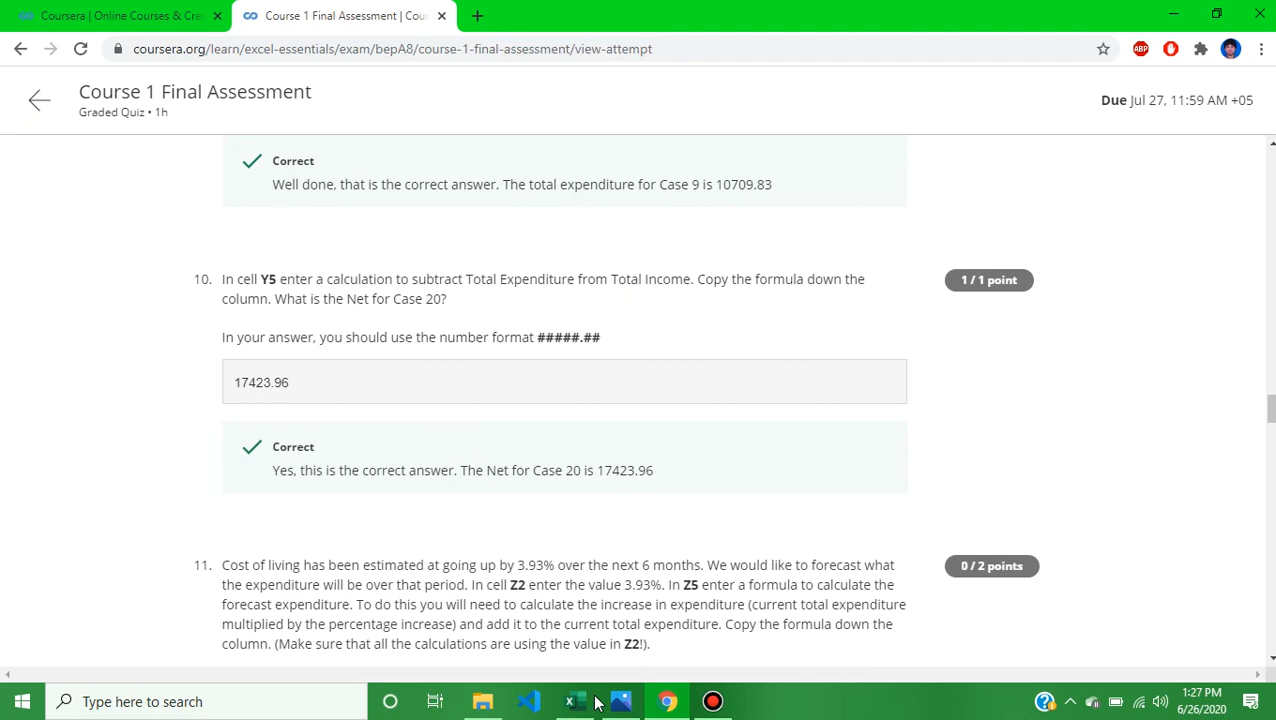 Coursera | Online Courses & Cre
Course 1 Final Assessment | Cou
coursera.org/learn/excel-essentials/exam/bepA8/course-1-final-assessment/view-attempt
ABP
Course 1 Final Assessment
Graded Quiz • 1h
Due Jul 27, 11:59 AM +05
Correct
Well done, that is the correct answer. The total expenditure for Case 9 is 10709.83
10. In cell Y5 enter a calculation to subtract Total Expenditure from Total Income. Copy the formula down the
column. What is the Net for Case 20?
1 / 1 point
In your answer, you should use the number format #####.##
17423.96
Correct
Yes, this is the correct answer. The Net for Case 20 is 17423.96
11. Cost of living has been estimated at going up by 3.93% over the next 6 months. We would like to forecast what
the expenditure will be over that period. In cell Z2 enter the value 3.93%. In Z5 enter a formula to calculate the
forecast expenditure. To do this you will need to calculate the increase in expenditure (current total expenditure
multiplied by the percentage increase) and add it to the current total expenditure. Copy the formula down the
column. (Make sure that all the calculations are using the value in Z2!).
0 / 2 points
Type here to search
1:27 PM
6/26/2020